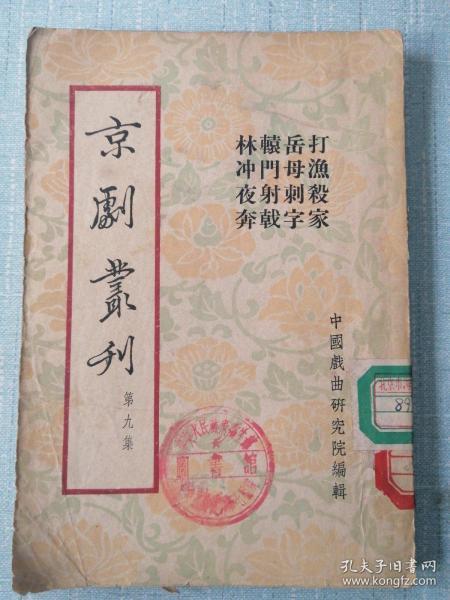 打漁殺家
岳母刺字
轅門射戟
林冲夜奔
京劇叢刊
第九集
中國戲曲研究院編輯
89
孔夫子旧书网
www.kongfz.com